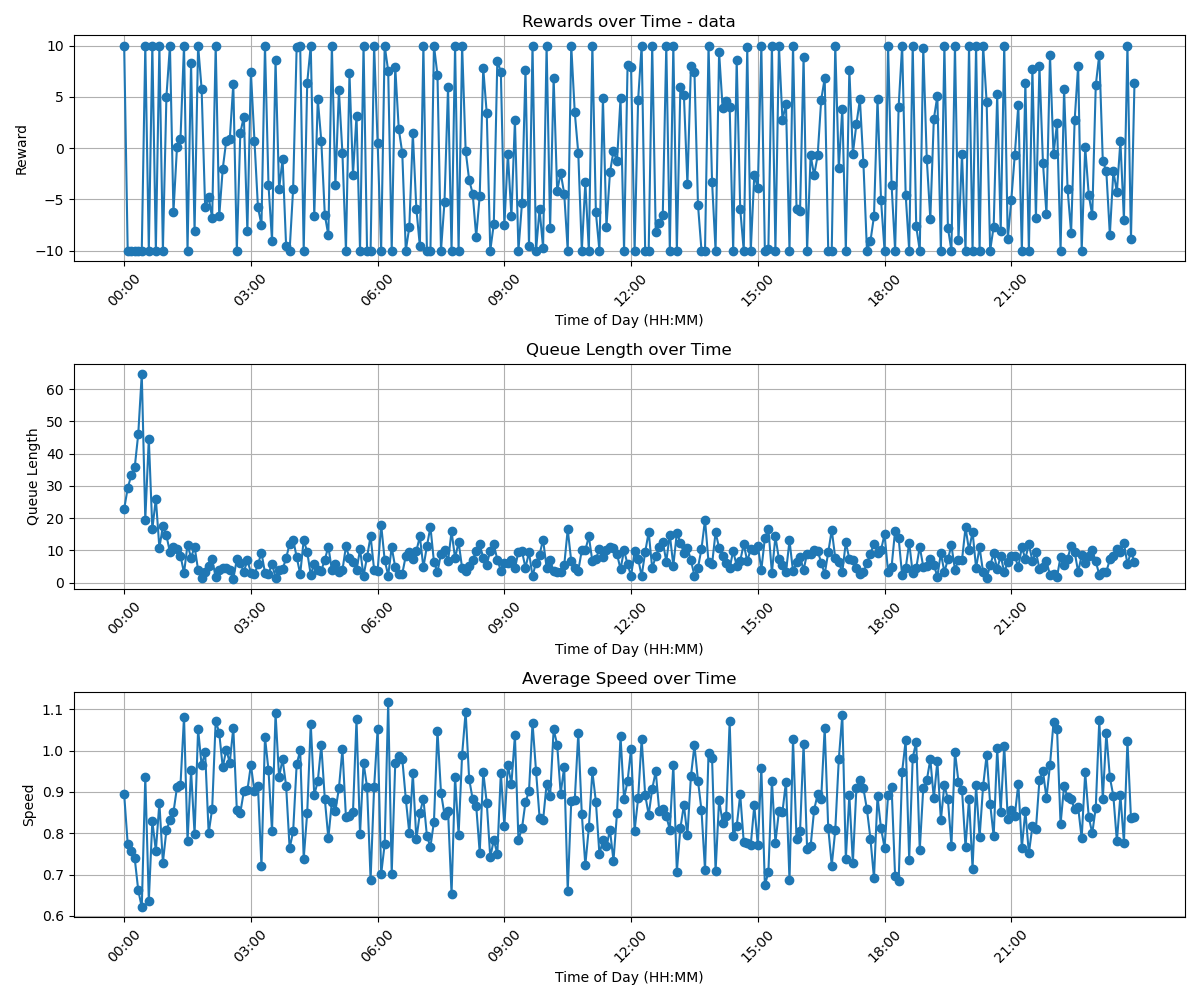 Rewards over Time - data
10
5
0
−5
−10
Reward
00:00 03:00 06:00 09:00 12:00 15:00 18:00 21:00
Time of Day (HH:MM)
Queue Length over Time
60
50
40
30
20
10
0
Queue Length
00:00 03:00 06:00 09:00 12:00 15:00 18:00 21:00
Time of Day (HH:MM)
Average Speed over Time
1.1
1.0
0.9
0.8
0.7
0.6
Speed
00:00 03:00 06:00 09:00 12:00 15:00 18:00 21:00
Time of Day (HH:MM)